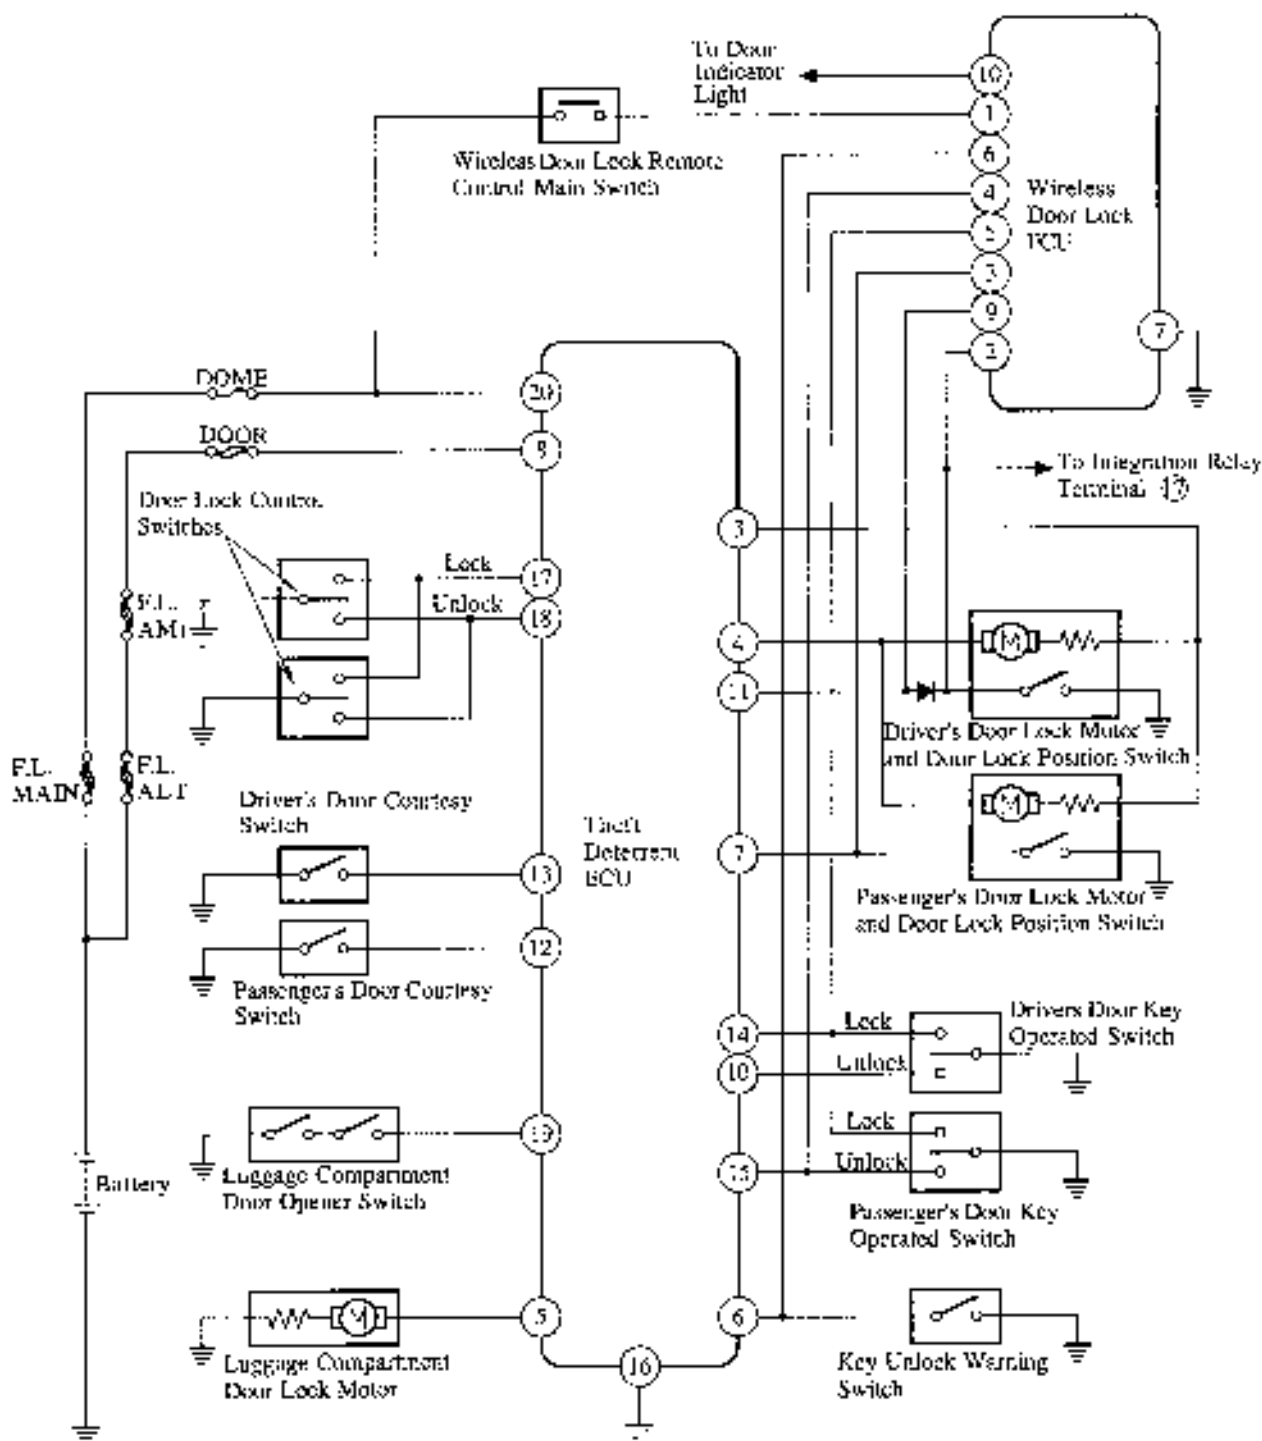 To Door
Indicator
Light
10
1
6
4
5
3
9
2
7
Wireless
Door Lock
ECU
Wireless Door Lock Remote
Control Main Switch
DOME
20
DOOR
8
Door Lock Control
Switches
To Integration Relay
Terminal 17
3
Lock
17
Unlock
18
F.L.
AM1
4
M
11
Driver's Door Lock Motor
and Door Lock Position Switch
F.L.
MAIN
F.L.
ALT
M
Driver's Door Courtesy
Switch
Theft
Deterrent
ECU
7
13
Passenger's Door Lock Motor
and Door Lock Position Switch
12
Passenger's Door Courtesy
Switch
14
Lock
Drivers Door Key
Operated Switch
10
Unlock
Lock
19
Luggage Compartment
Door Opener Switch
15
Unlock
Battery
Passenger's Door Key
Operated Switch
M
5
6
Luggage Compartment
Door Lock Motor
16
Key Unlock Warning
Switch